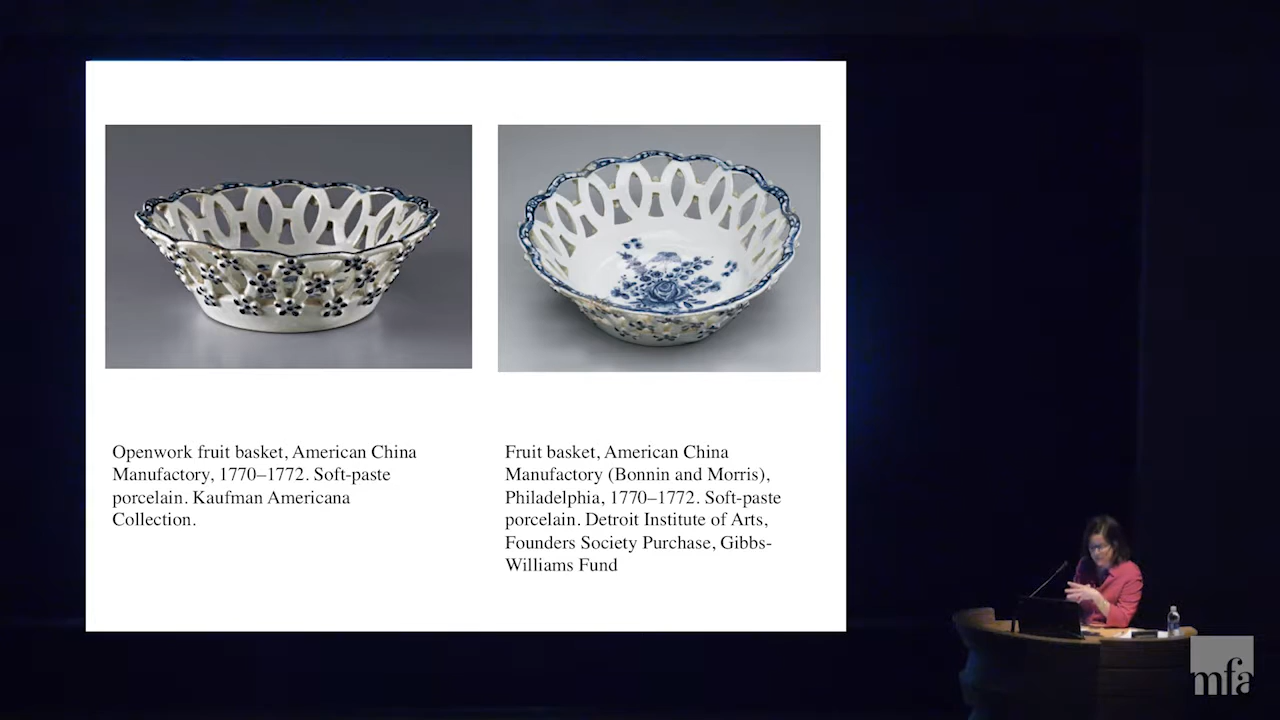 Openwork fruit basket, American China
Manufactory, 1770–1772. Soft-paste
porcelain. Kaufman Americana
Collection.
Fruit basket, American China
Manufactory (Bonnin and Morris),
Philadelphia, 1770–1772. Soft-paste
porcelain. Detroit Institute of Arts,
Founders Society Purchase, Gibbs-
Williams Fund
mfa